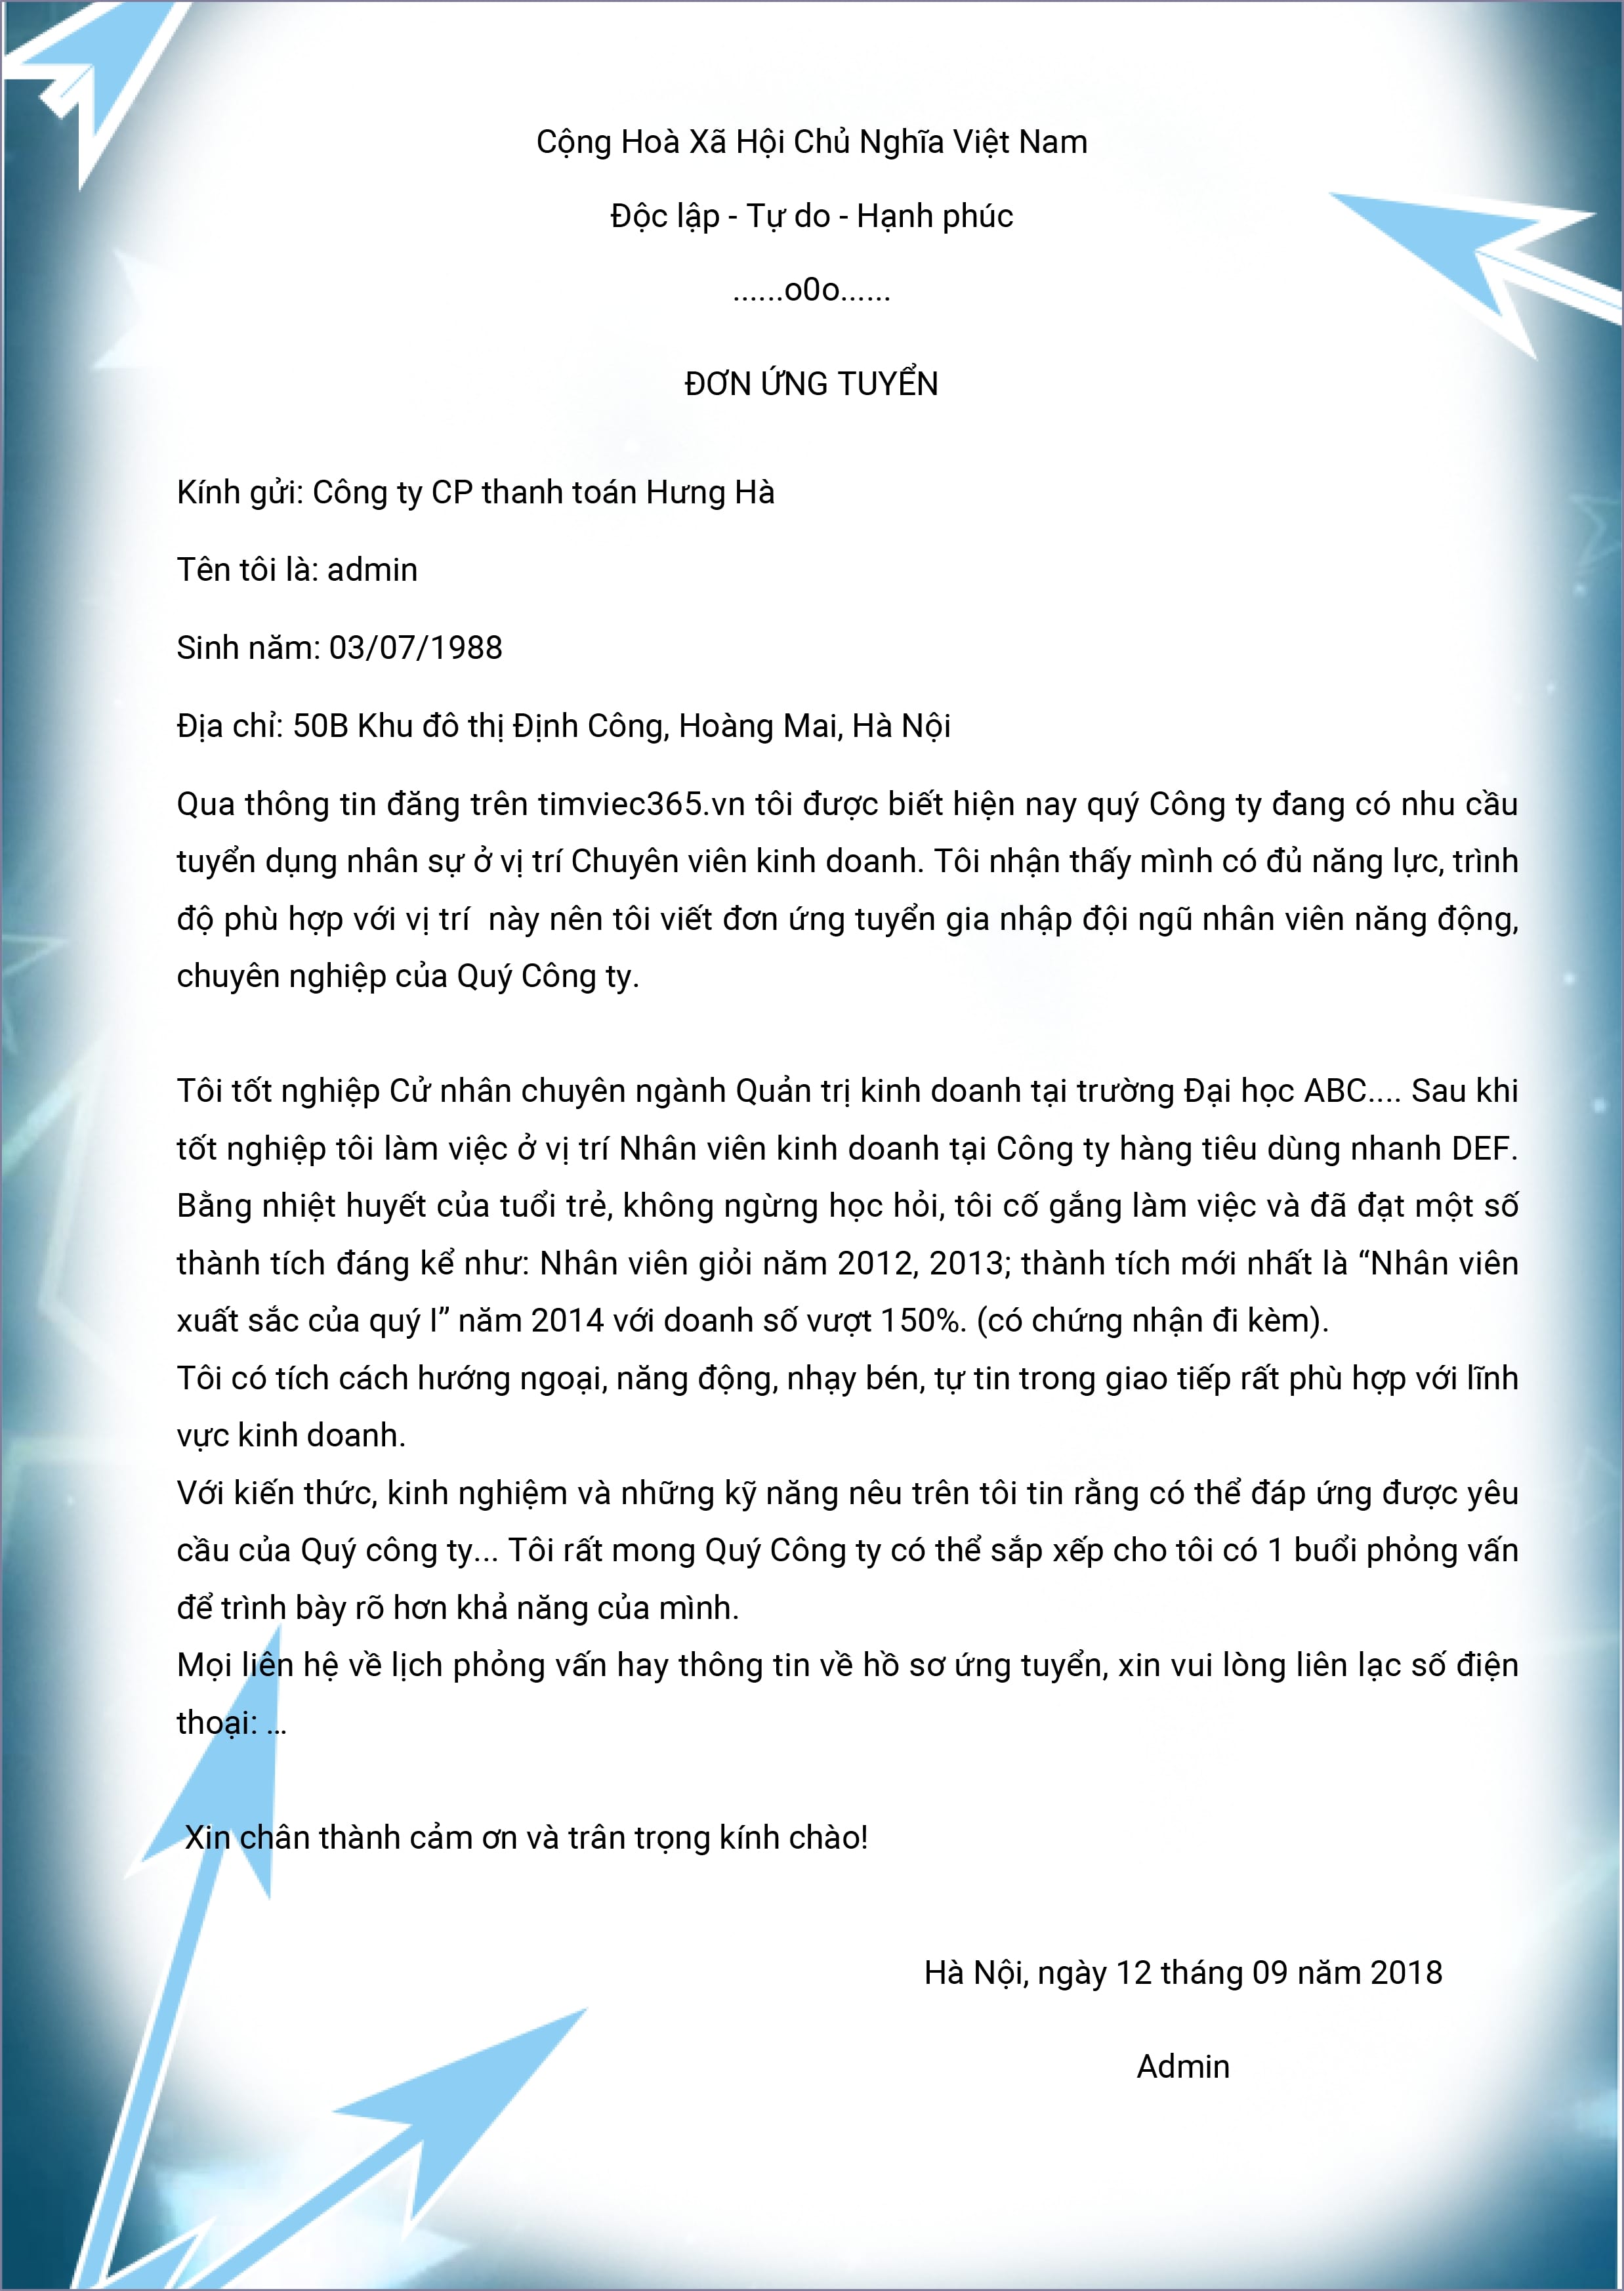 Cộng Hoà Xã Hội Chủ Nghĩa Việt Nam
Độc lập - Tự do - Hạnh phúc
......o0o......
ĐƠN ỨNG TUYỂN
Kính gửi: Công ty CP thanh toán Hưng Hà
Tên tôi là: admin
Sinh năm: 03/07/1988
Địa chỉ: 50B Khu đô thị Định Công, Hoàng Mai, Hà Nội
Qua thông tin đăng trên timviec365.vn tôi được biết hiện nay quý Công ty đang có nhu cầu
tuyển dụng nhân sự ở vị trí Chuyên viên kinh doanh. Tôi nhận thấy mình có đủ năng lực, trình
độ phù hợp với vị trí  này nên tôi viết đơn ứng tuyển gia nhập đội ngũ nhân viên năng động,
chuyên nghiệp của Quý Công ty.
Tôi tốt nghiệp Cử nhân chuyên ngành Quản trị kinh doanh tại trường Đại học ABC.... Sau khi
tốt nghiệp tôi làm việc ở vị trí Nhân viên kinh doanh tại Công ty hàng tiêu dùng nhanh DEF.
Bằng nhiệt huyết của tuổi trẻ, không ngừng học hỏi, tôi cố gắng làm việc và đã đạt một số
thành tích đáng kể như: Nhân viên giỏi năm 2012, 2013; thành tích mới nhất là “Nhân viên
xuất sắc của quý I” năm 2014 với doanh số vượt 150%. (có chứng nhận đi kèm).
Tôi có tích cách hướng ngoại, năng động, nhạy bén, tự tin trong giao tiếp rất phù hợp với lĩnh
vực kinh doanh.
Với kiến thức, kinh nghiệm và những kỹ năng nêu trên tôi tin rằng có thể đáp ứng được yêu
cầu của Quý công ty... Tôi rất mong Quý Công ty có thể sắp xếp cho tôi có 1 buổi phỏng vấn
để trình bày rõ hơn khả năng của mình.
Mọi liên hệ về lịch phỏng vấn hay thông tin về hồ sơ ứng tuyển, xin vui lòng liên lạc số điện
thoại: ...
Xin chân thành cảm ơn và trân trọng kính chào!
Hà Nội, ngày 12 tháng 09 năm 2018
Admin